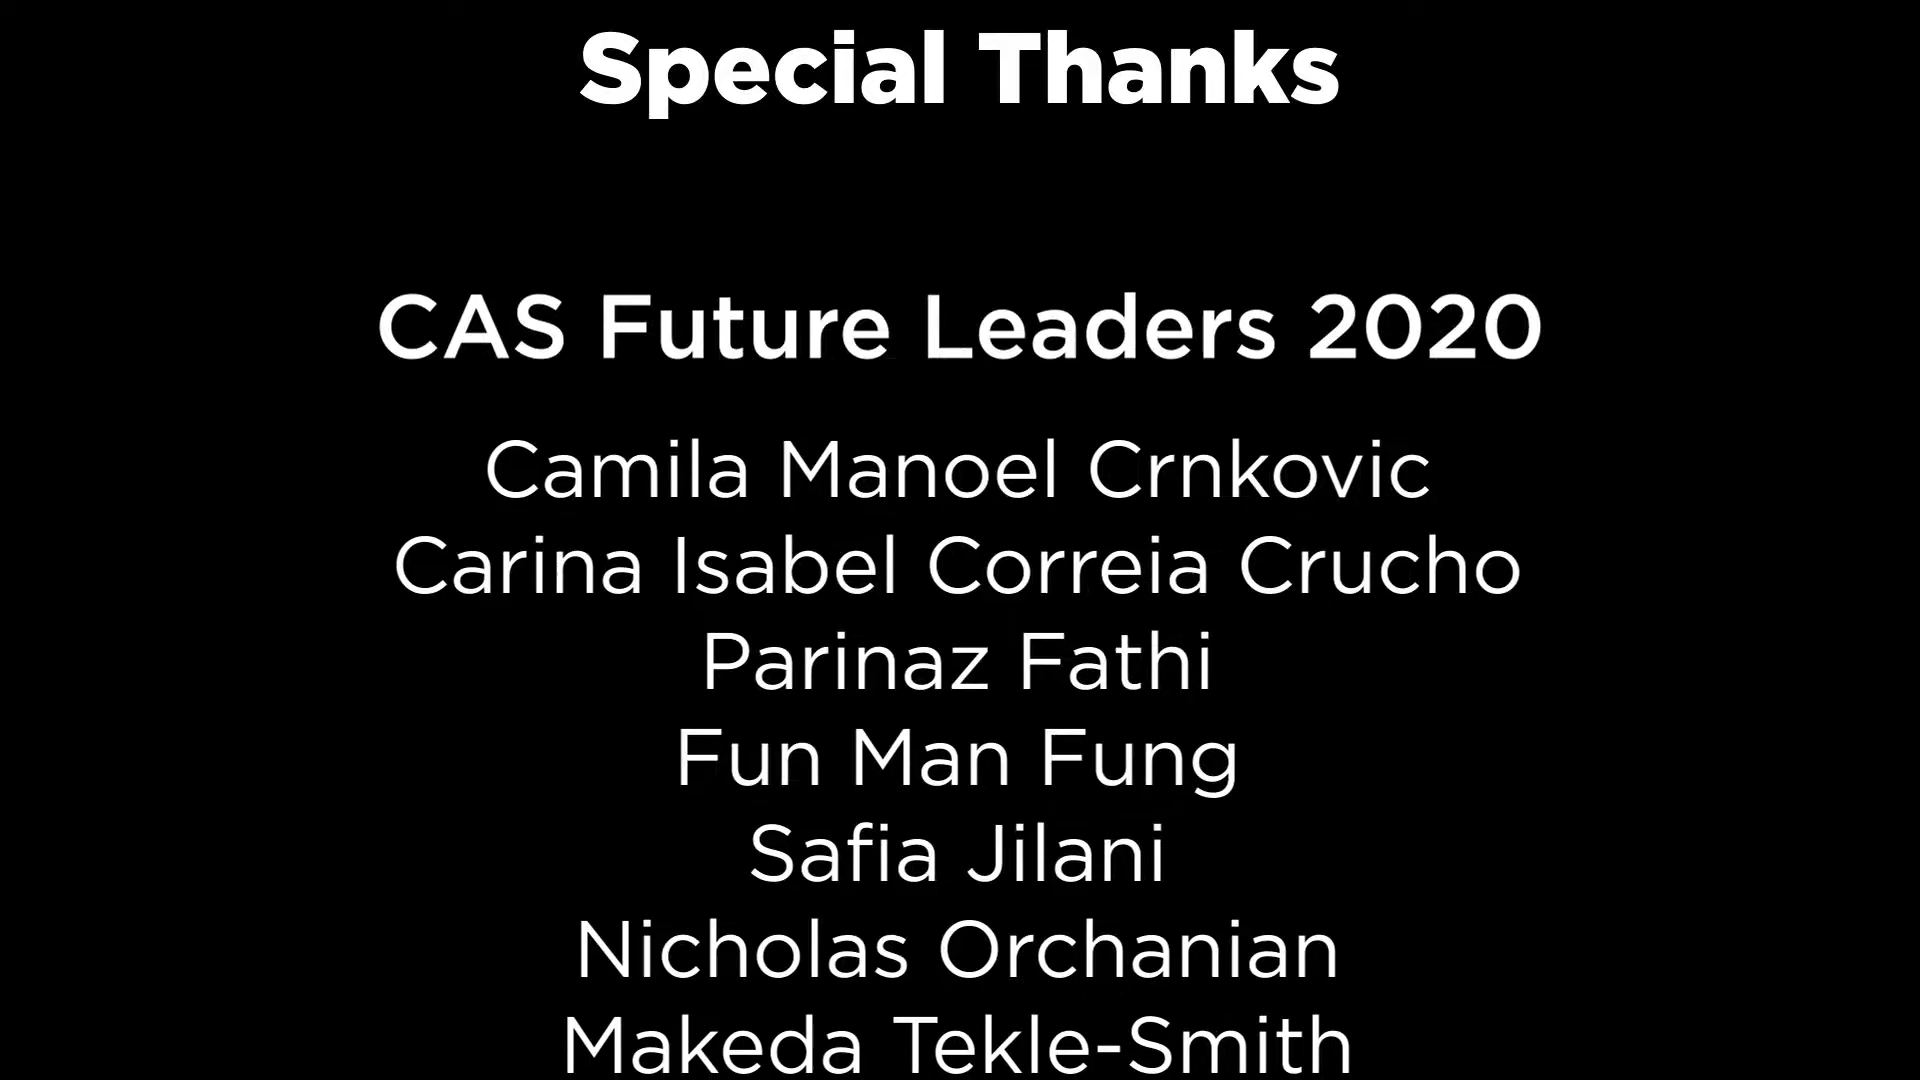 Special Thanks
CAS Future Leaders 2020
Camila Manoel Crnkovic
Carina Isabel Correia Crucho
Parinaz Fathi
Fun Man Fung
Safia Jilani
Nicholas Orchanian
Makeda Tekle-Smith